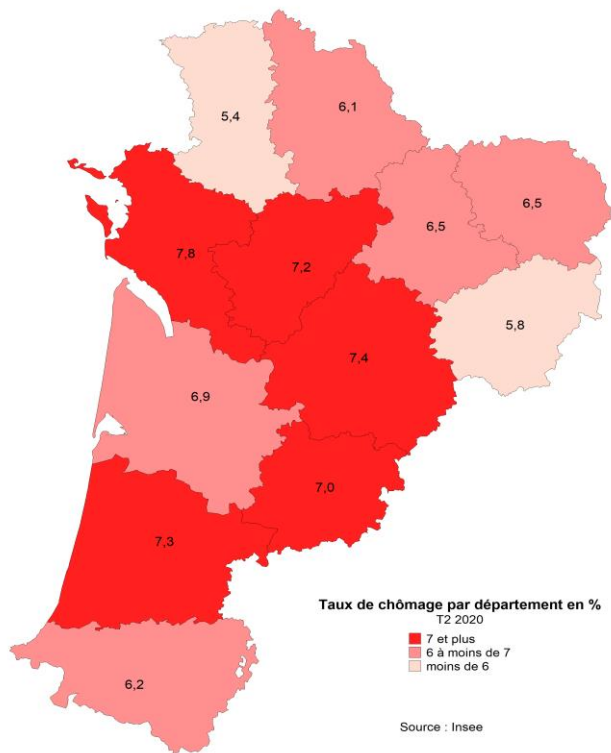 5,4
6,1
6,5
6,5
7,8
7,2
5,8
7,4
6,9
7,0
7,3
6,2
Taux de chômage par département en %
T2 2020
7 et plus
6 à moins de 7
moins de 6
Source : Insee